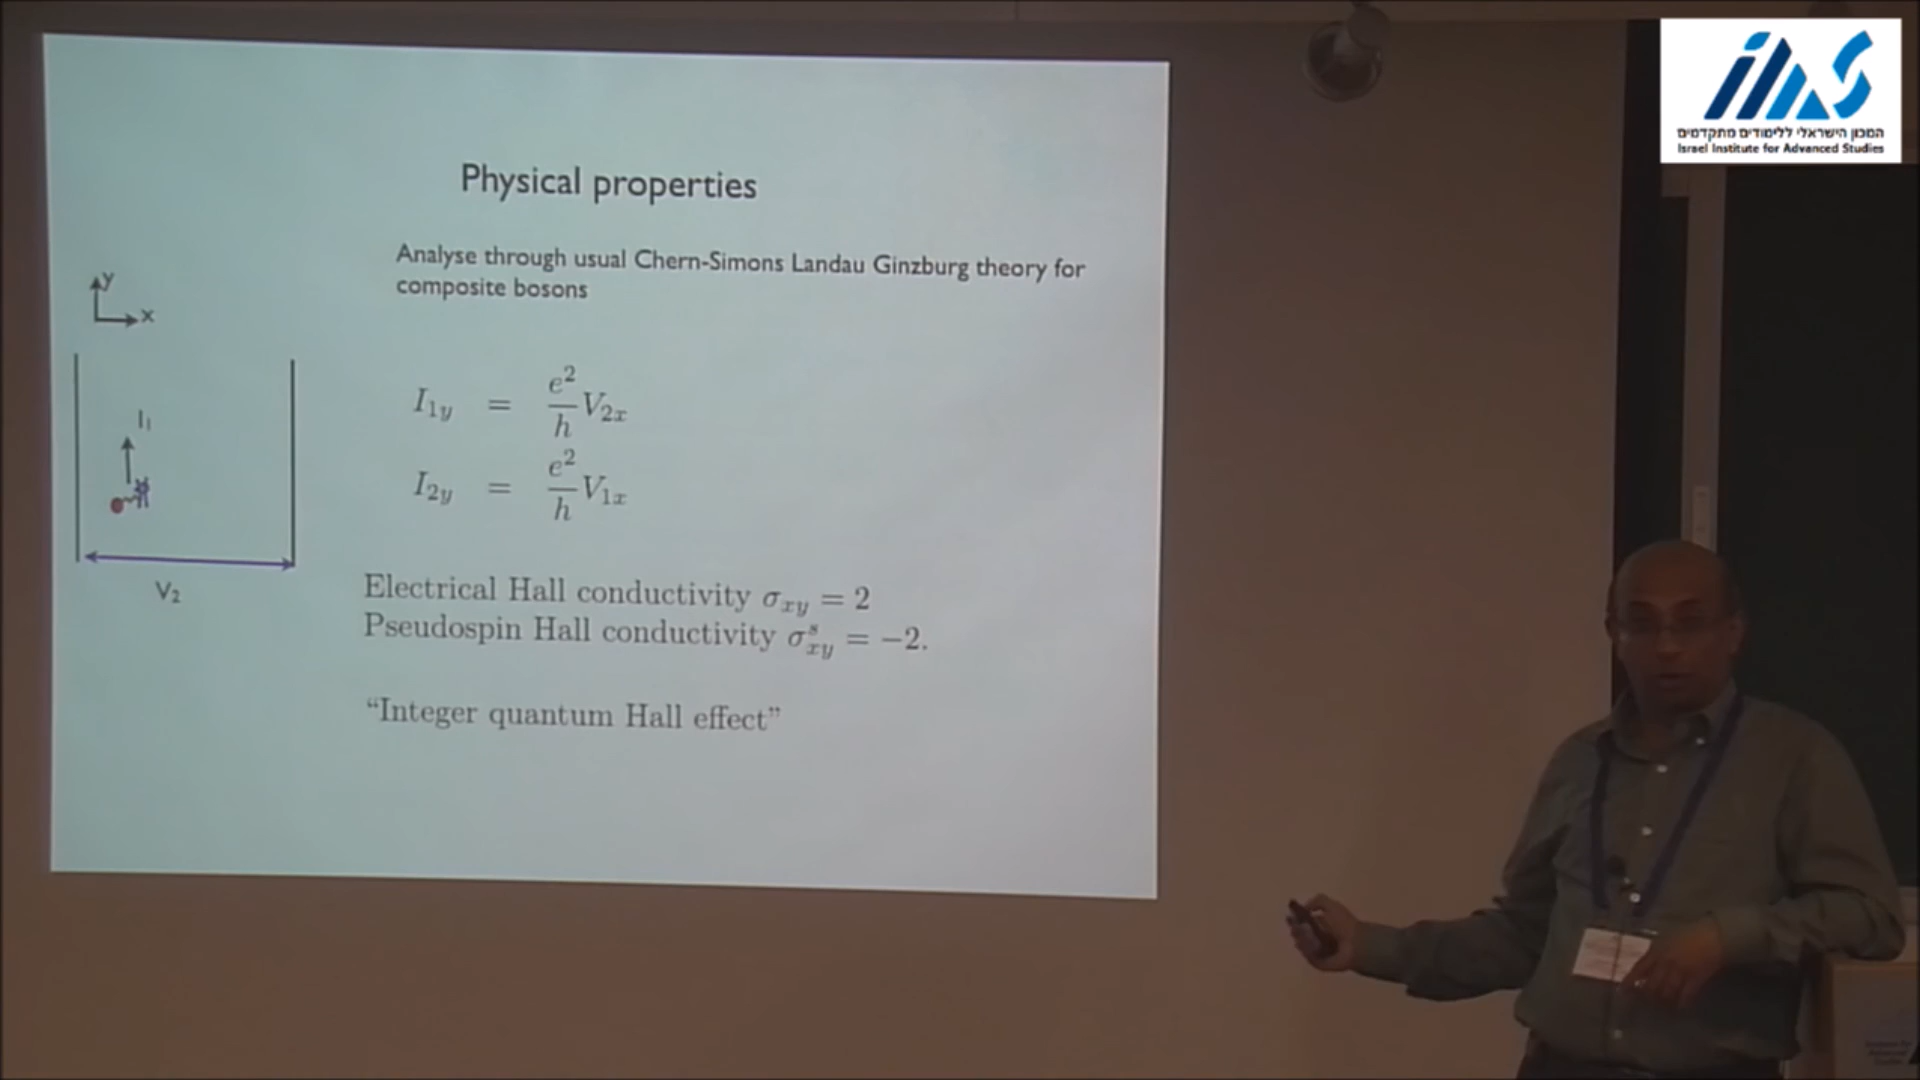 המכון הישראלי ללימודים מתקדמים
Israel Institute for Advanced Studies
Physical properties
Analyse through usual Chern-Simons Landau Ginzburg theory for
composite bosons
y
x
I₁
V₂
I₁y = e²/h V₂x
I₂y = e²/h V₁x
Electrical Hall conductivity σxy = 2
Pseudospin Hall conductivity σˢxy = −2.
“Integer quantum Hall effect”